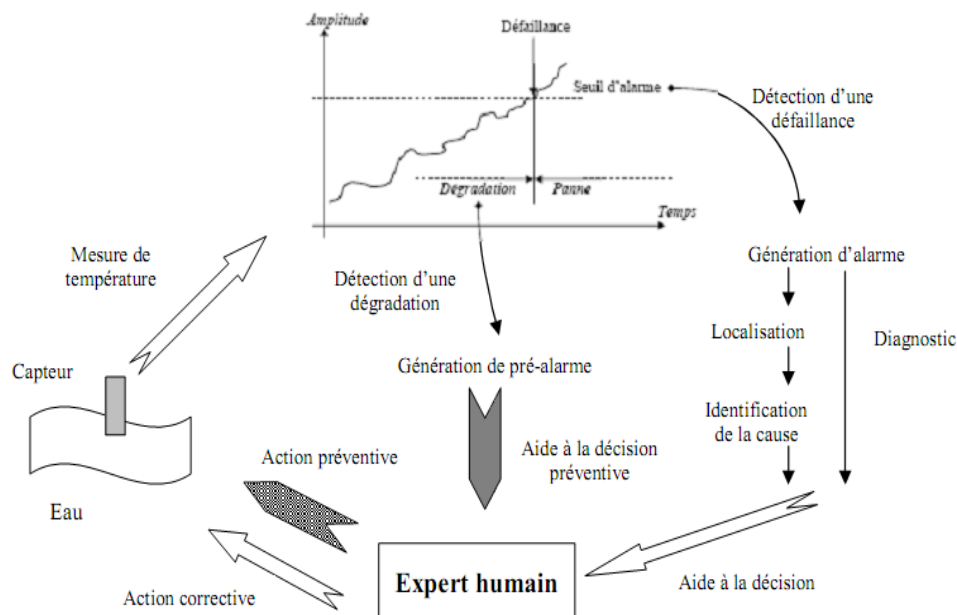 Amplitude
Défaillance
Seuil d'alarme
Détection d'une
défaillance
Dégradation
Panne
Temps
Mesure de
température
Détection d'une
dégradation
Génération d'alarme
Localisation
Diagnostic
Capteur
Génération de pré-alarme
Identification
de la cause
Action préventive
Aide à la décision
préventive
Eau
Expert humain
Aide à la décision
Action corrective